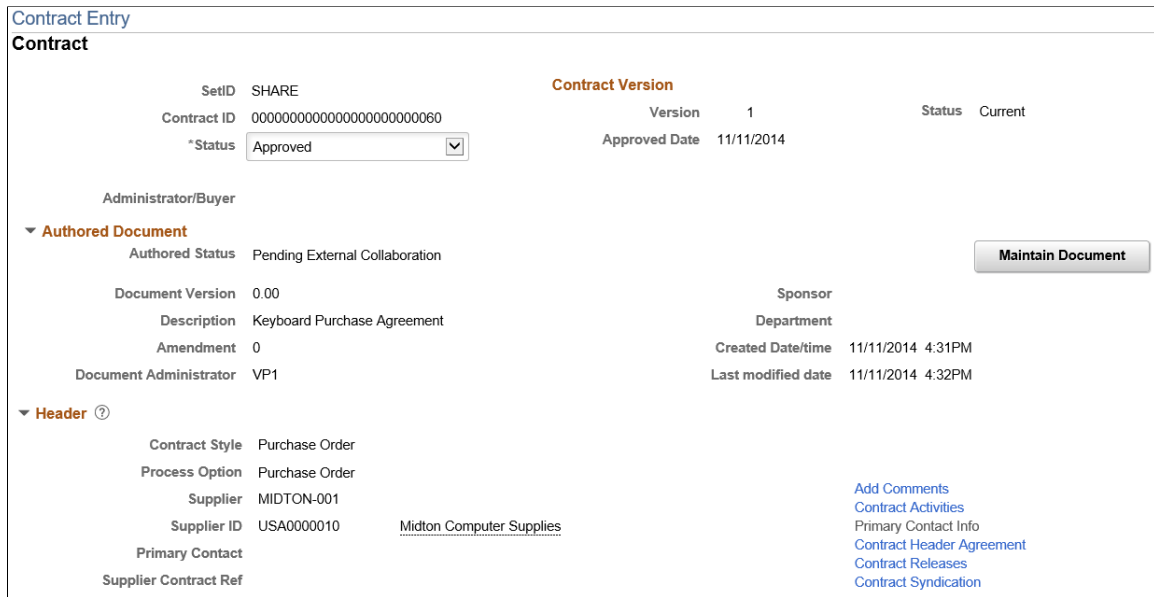 Contract Entry
Contract
SetID SHARE
Contract Version
Contract ID 0000000000000000000000060
Version 1 Status Current
*Status Approved
Approved Date 11/11/2014
Administrator/Buyer
Authored Document
Authored Status Pending External Collaboration
Maintain Document
Document Version 0.00 Sponsor
Description Keyboard Purchase Agreement Department
Amendment 0 Created Date/time 11/11/2014 4:31PM
Document Administrator VP1 Last modified date 11/11/2014 4:32PM
Header ?
Contract Style Purchase Order
Process Option Purchase Order
Supplier MIDTON-001
Supplier ID USA0000010 Midton Computer Supplies
Primary Contact
Supplier Contract Ref
Add Comments
Contract Activities
Primary Contact Info
Contract Header Agreement
Contract Releases
Contract Syndication